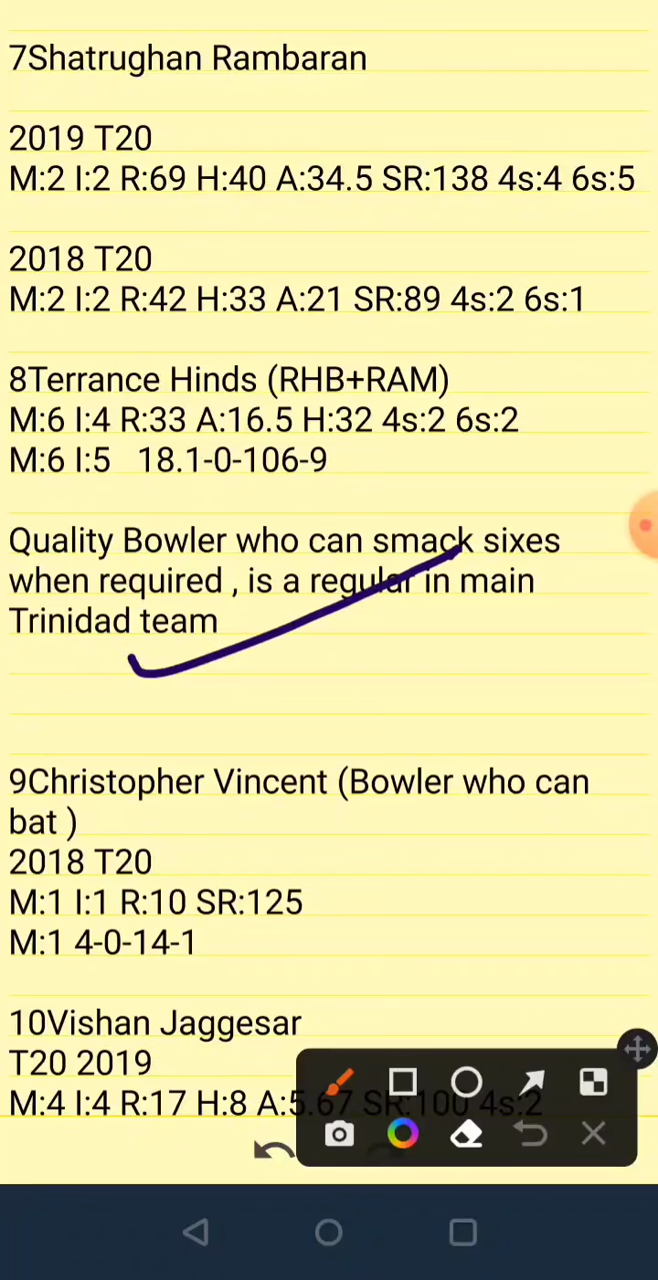 7Shatrughan Rambaran
2019 T20
M:2 I:2 R:69 H:40 A:34.5 SR:138 4s:4 6s:5
2018 T20
M:2 I:2 R:42 H:33 A:21 SR:89 4s:2 6s:1
8Terrance Hinds (RHB+RAM)
M:6 I:4 R:33 A:16.5 H:32 4s:2 6s:2
M:6 I:5 18.1-0-106-9
Quality Bowler who can smack sixes
when required , is a regular in main
Trinidad team
9Christopher Vincent (Bowler who can
bat )
2018 T20
M:1 I:1 R:10 SR:125
M:1 4-0-14-1
10Vishan Jaggesar
T20 2019
M:4 I:4 R:17 H:8 A:5.67 SR:100 4s:2